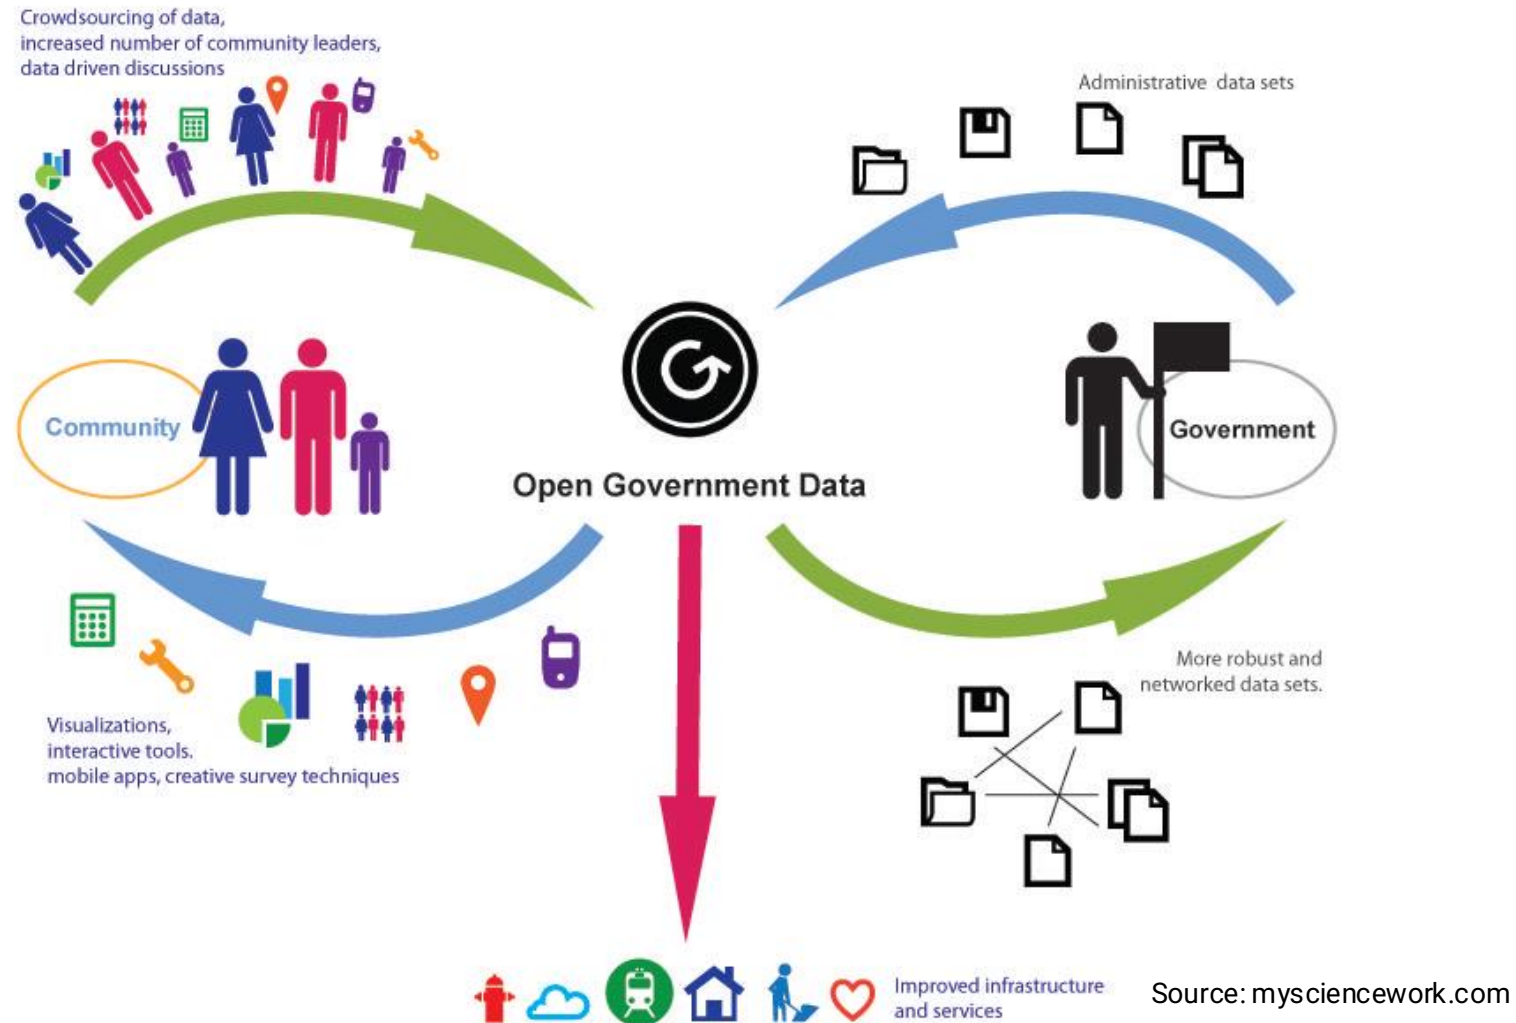 Crowdsourcing of data,
increased number of community leaders,
data driven discussions
Administrative data sets
Community
Open Government Data
Government
Visualizations,
interactive tools.
mobile apps, creative survey techniques
More robust and
networked data sets.
Improved infrastructure
and services
Source: mysciencework.com